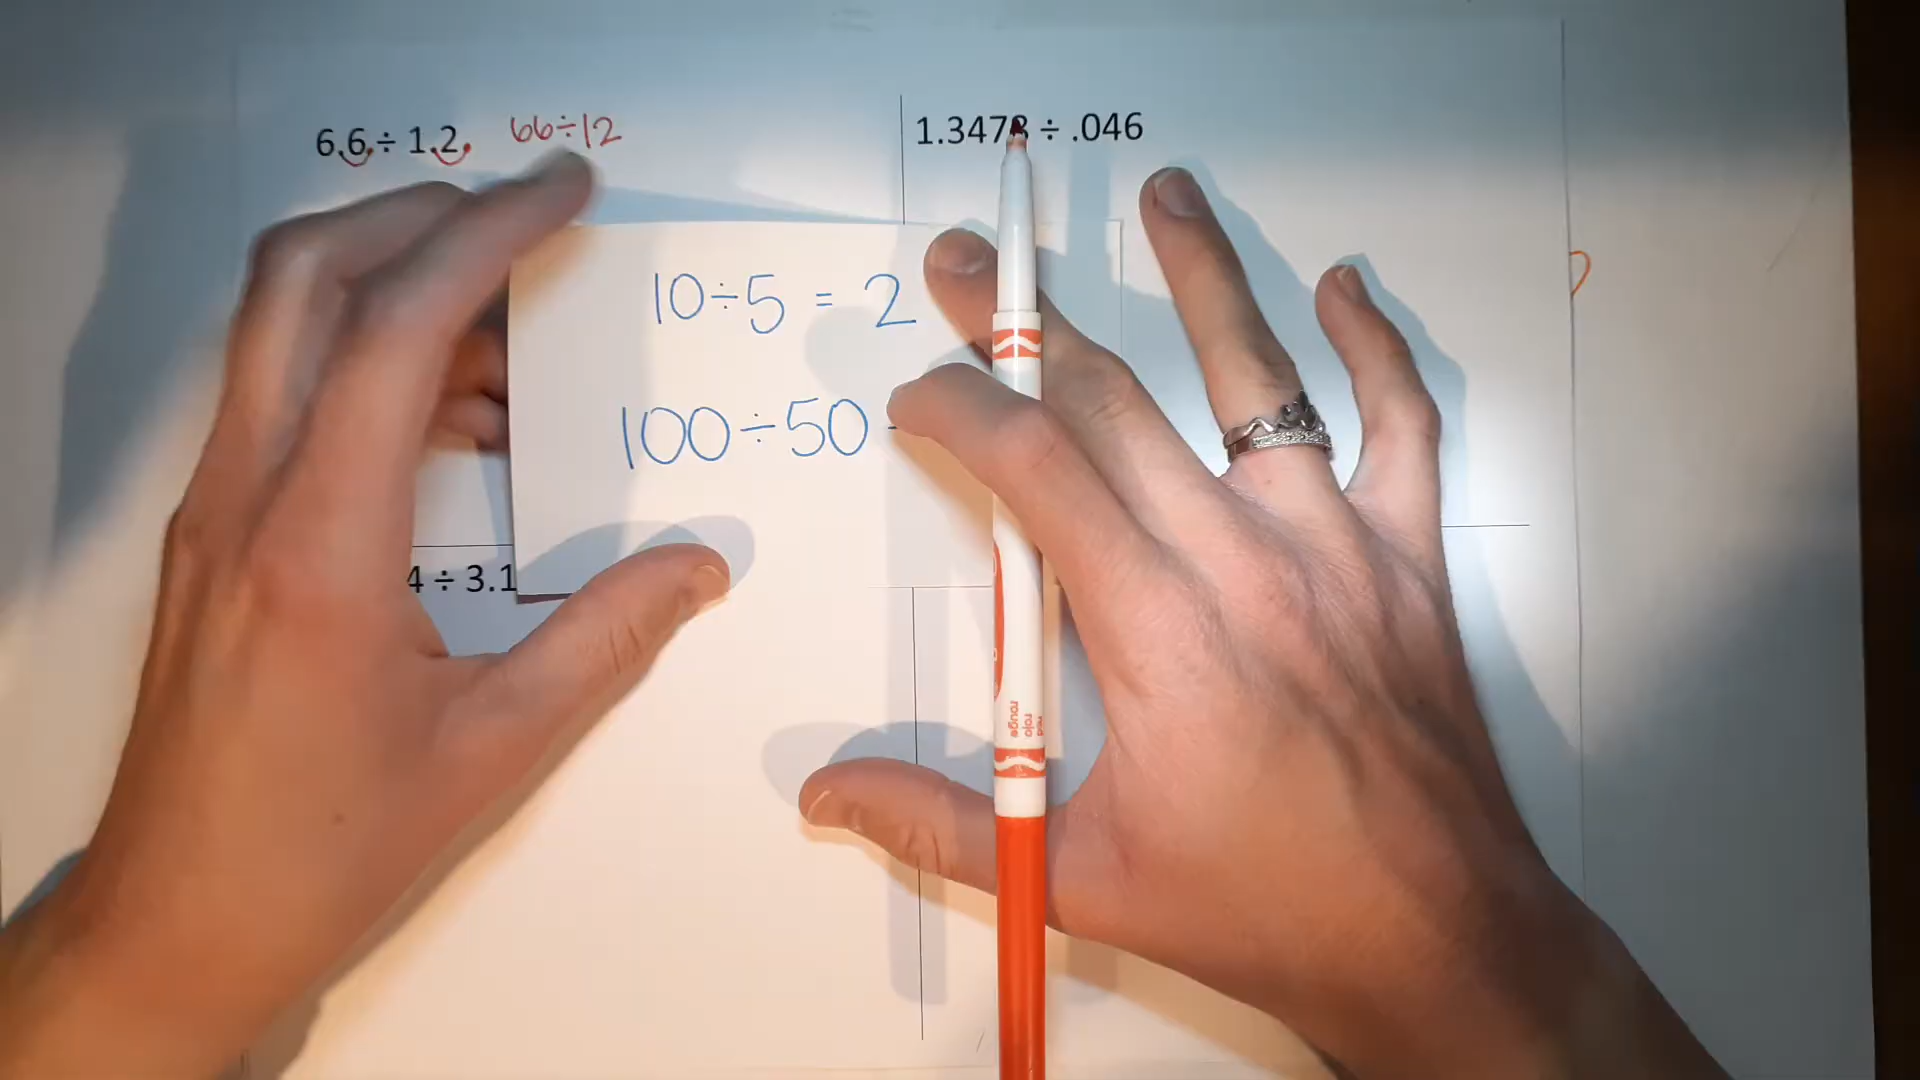 6.6 ÷ 1.2 66÷12
1.3478 ÷ .046
10÷5 = 2
100÷50
4 ÷ 3.1
red
rojo
rouge